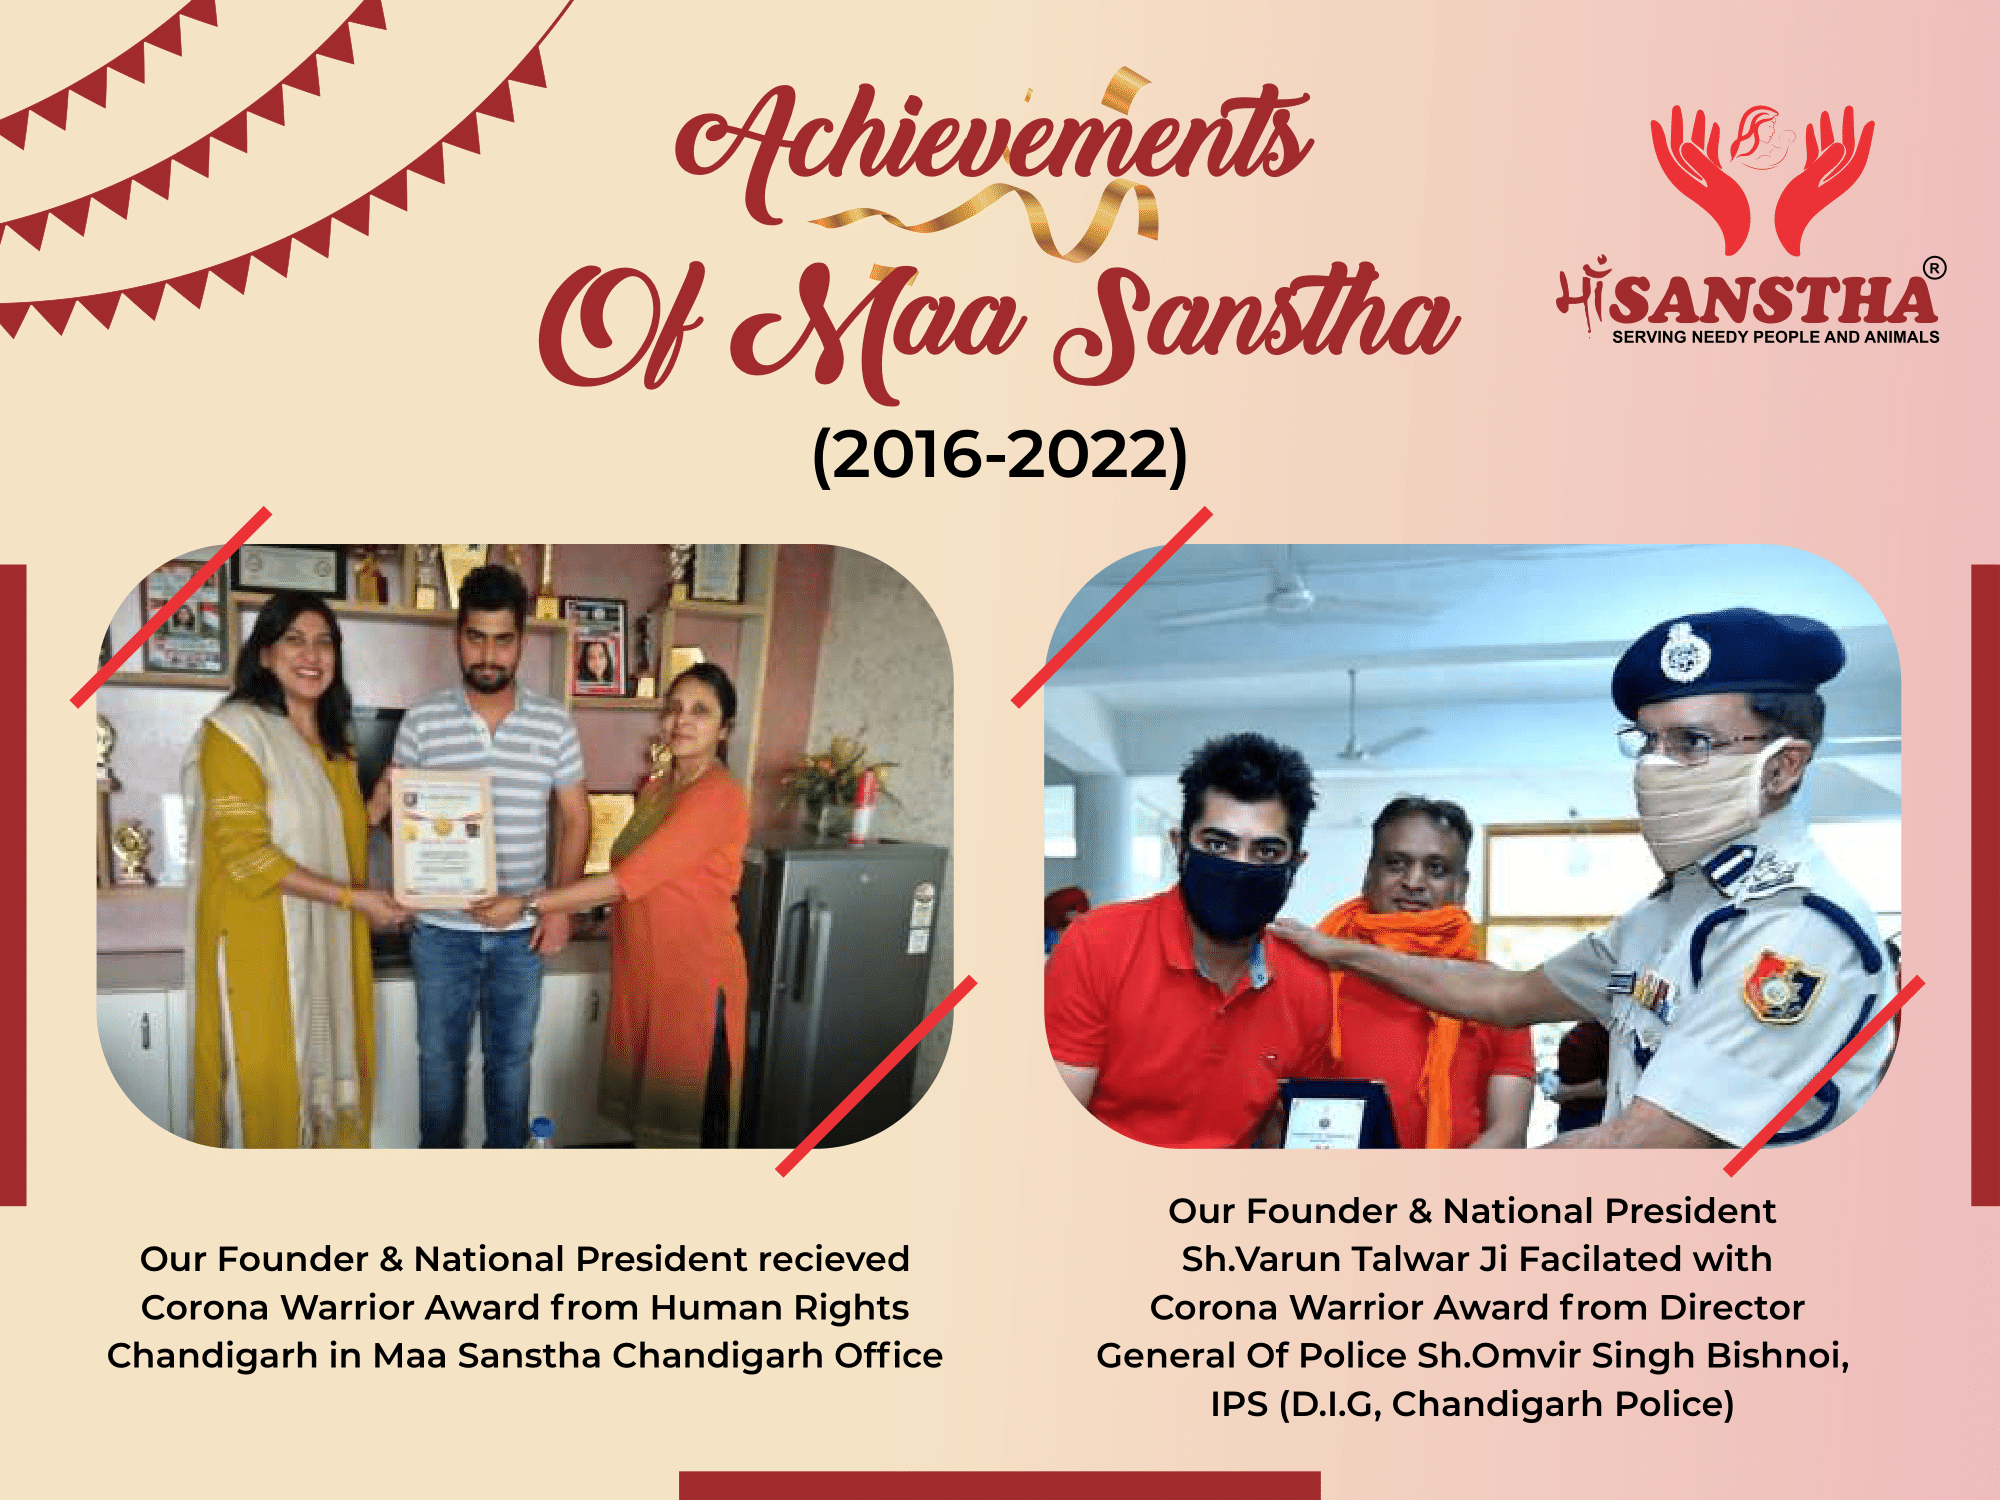 Achievements
Of Maa Sanstha
(2016-2022)
माँSANSTHA®
SERVING NEEDY PEOPLE AND ANIMALS
Our Founder & National President recieved
Corona Warrior Award from Human Rights
Chandigarh in Maa Sanstha Chandigarh Office
Our Founder & National President
Sh.Varun Talwar Ji Facilated with
Corona Warrior Award from Director
General Of Police Sh.Omvir Singh Bishnoi,
IPS (D.I.G, Chandigarh Police)